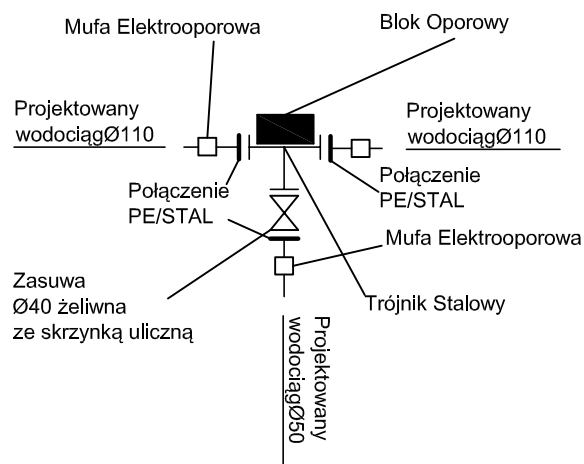 Mufa Elektrooporowa
Blok Oporowy
Projektowany
wodociągØ110
Projektowany
wodociągØ110
Połączenie
PE/STAL
Połączenie
PE/STAL
Mufa Elektrooporowa
Zasuwa
Ø40 żeliwna
ze skrzynką uliczną
Trójnik Stalowy
Projektowany
wodociągØ50